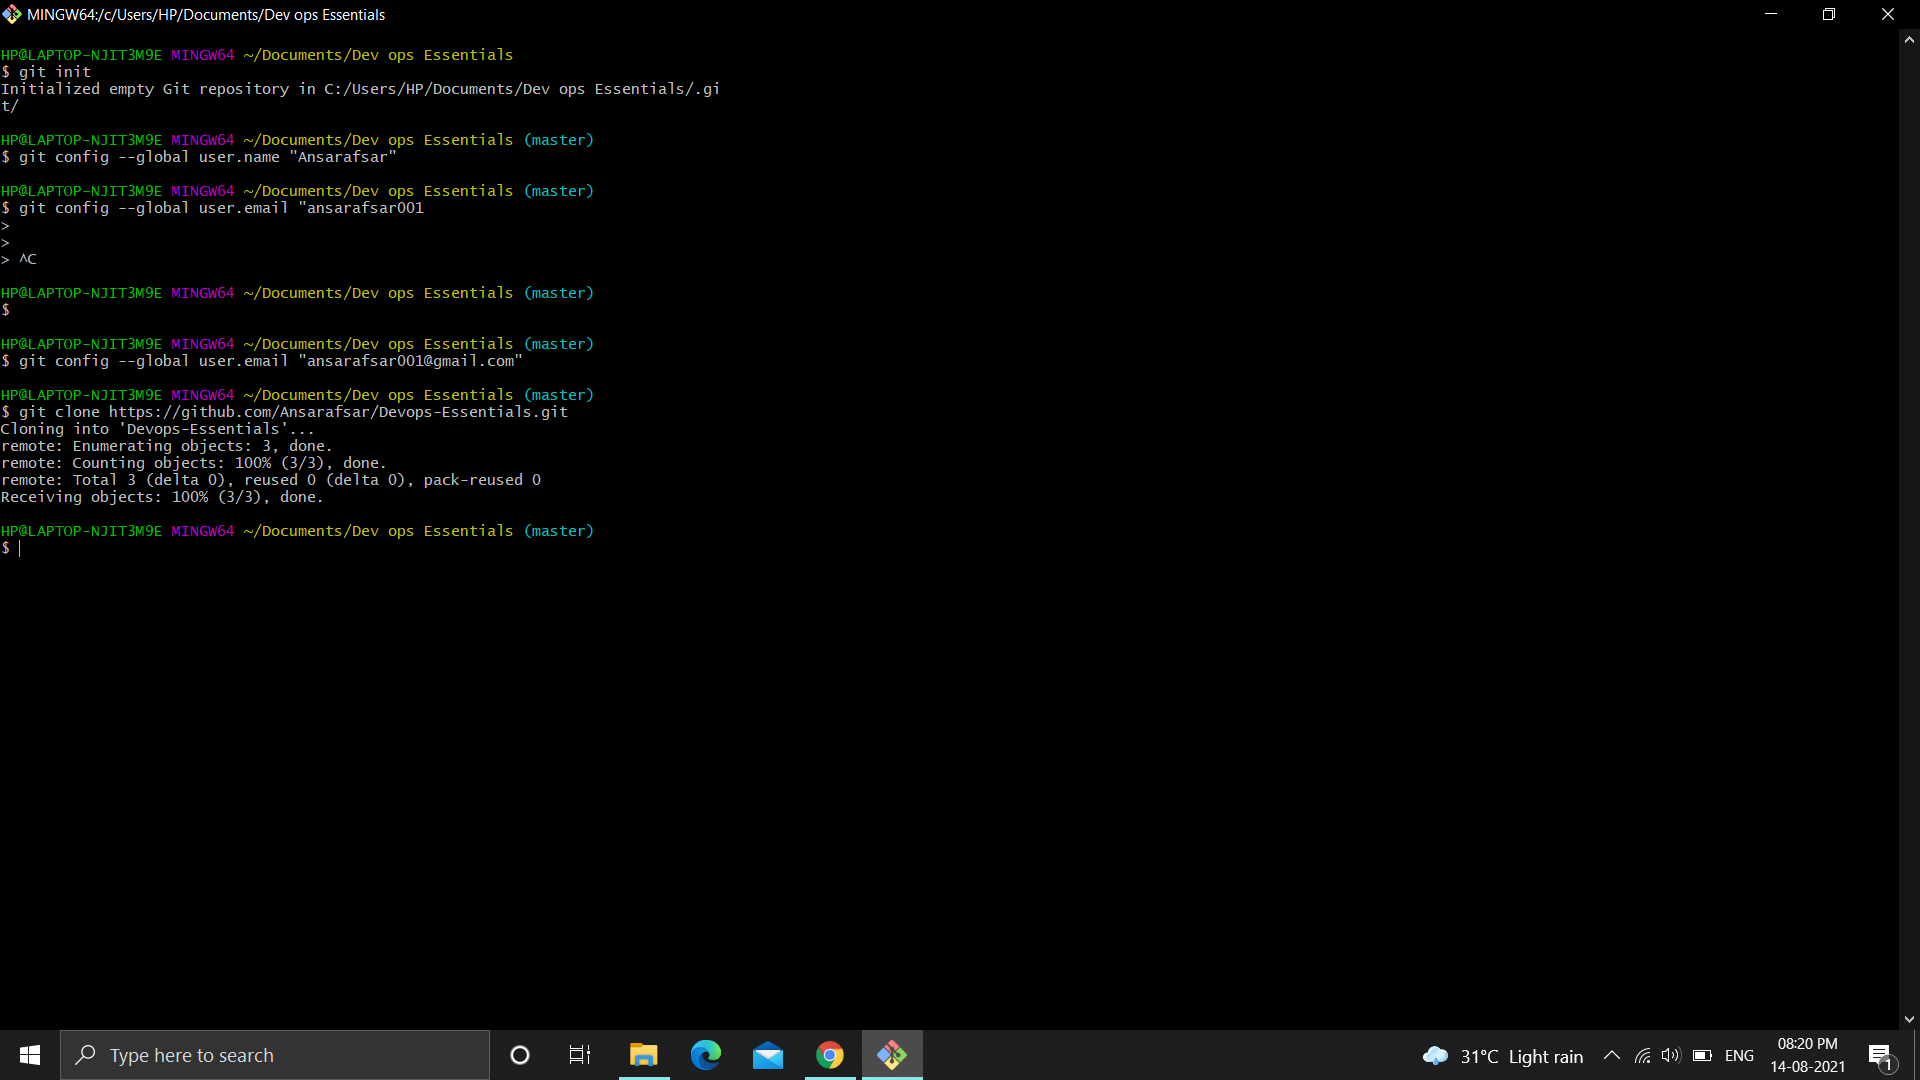 MINGW64:/c/Users/HP/Documents/Dev ops Essentials
HP@LAPTOP-NJIT3M9E MINGW64 ~/Documents/Dev ops Essentials
$ git init
Initialized empty Git repository in C:/Users/HP/Documents/Dev ops Essentials/.gi
t/
HP@LAPTOP-NJIT3M9E MINGW64 ~/Documents/Dev ops Essentials (master)
$ git config --global user.name "Ansarafsar"
HP@LAPTOP-NJIT3M9E MINGW64 ~/Documents/Dev ops Essentials (master)
$ git config --global user.email "ansarafsar001
>
>
> ^C
HP@LAPTOP-NJIT3M9E MINGW64 ~/Documents/Dev ops Essentials (master)
$
HP@LAPTOP-NJIT3M9E MINGW64 ~/Documents/Dev ops Essentials (master)
$ git config --global user.email "ansarafsar001@gmail.com"
HP@LAPTOP-NJIT3M9E MINGW64 ~/Documents/Dev ops Essentials (master)
$ git clone https://github.com/Ansarafsar/Devops-Essentials.git
Cloning into 'Devops-Essentials'...
remote: Enumerating objects: 3, done.
remote: Counting objects: 100% (3/3), done.
remote: Total 3 (delta 0), reused 0 (delta 0), pack-reused 0
Receiving objects: 100% (3/3), done.
HP@LAPTOP-NJIT3M9E MINGW64 ~/Documents/Dev ops Essentials (master)
$
Type here to search
31°C Light rain
ENG
08:20 PM
14-08-2021
1